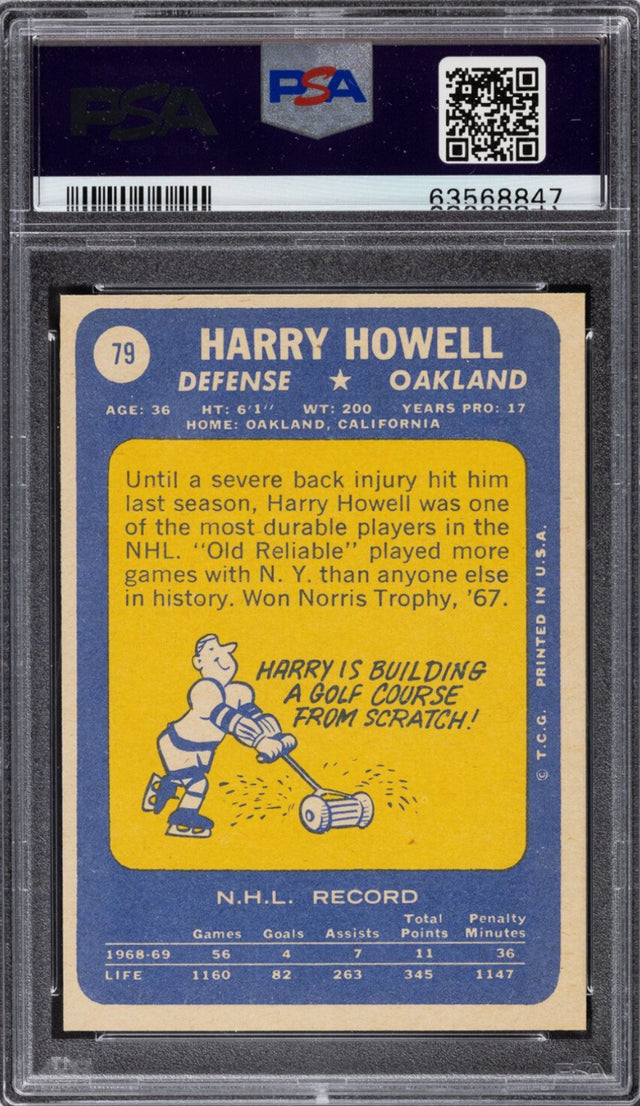 PSA
PSA
63568847
79
HARRY HOWELL
DEFENSE ★ OAKLAND
AGE: 36 HT: 6'1'' WT: 200 YEARS PRO: 17
HOME: OAKLAND, CALIFORNIA
Until a severe back injury hit him
last season, Harry Howell was one
of the most durable players in the
NHL. "Old Reliable" played more
games with N. Y. than anyone else
in history. Won Norris Trophy, '67.
HARRY IS BUILDING
A GOLF COURSE
FROM SCRATCH!
© T.C.G. PRINTED IN U.S.A.
N.H.L. RECORD
Games Goals Assists Total Points Penalty Minutes
1968-69 56 4 7 11 36
LIFE 1160 82 263 345 1147
PSA